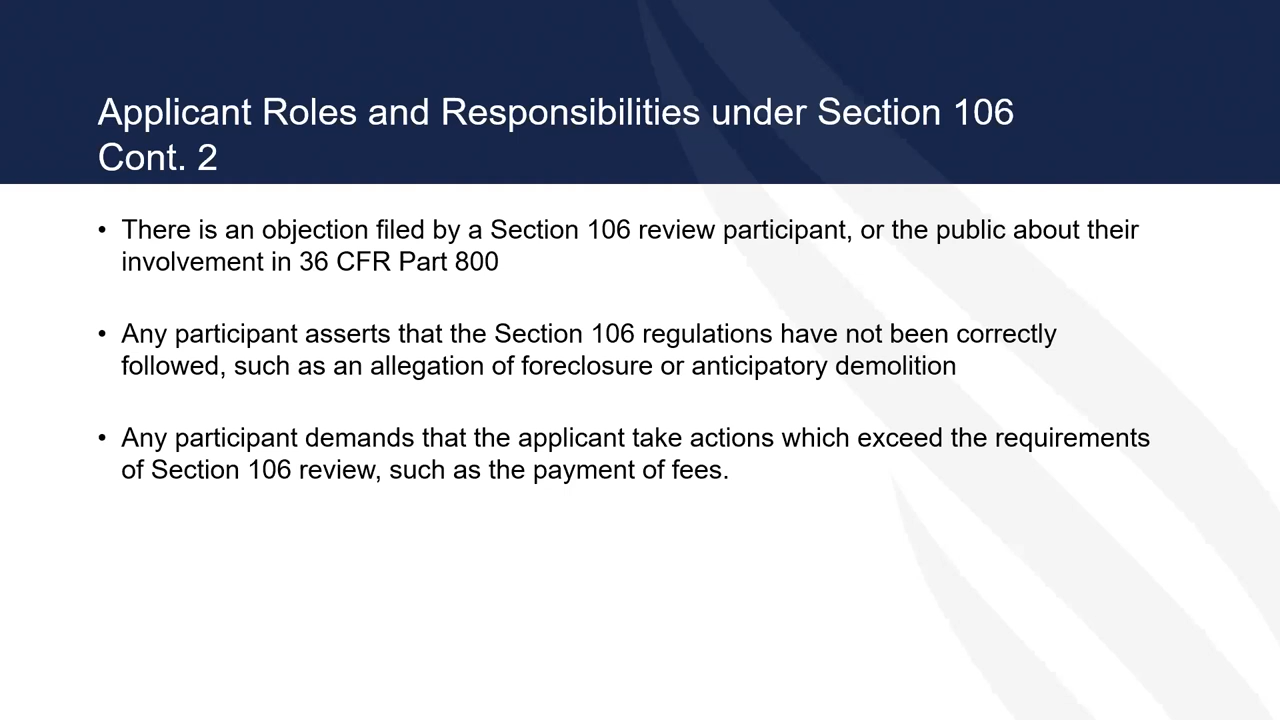 Applicant Roles and Responsibilities under Section 106
Cont. 2
• There is an objection filed by a Section 106 review participant, or the public about their
involvement in 36 CFR Part 800
• Any participant asserts that the Section 106 regulations have not been correctly
followed, such as an allegation of foreclosure or anticipatory demolition
• Any participant demands that the applicant take actions which exceed the requirements
of Section 106 review, such as the payment of fees.